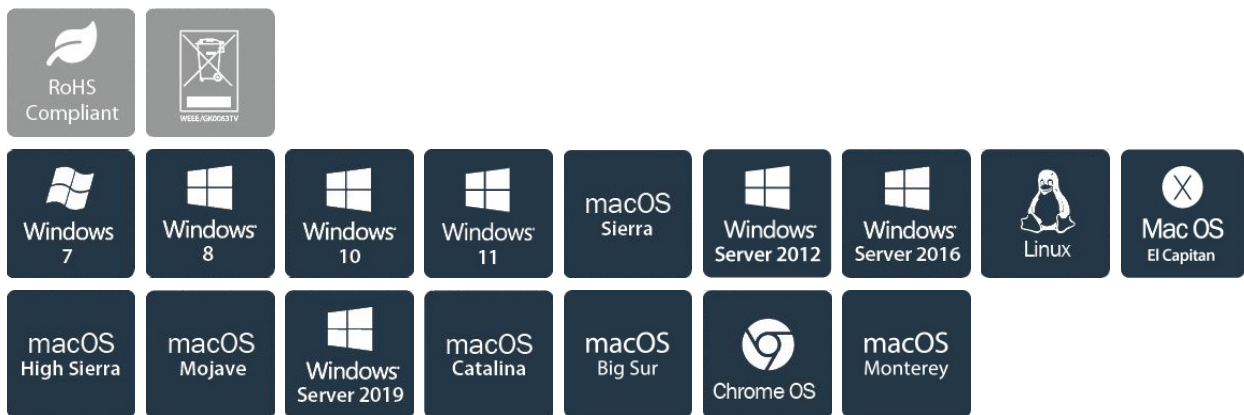 RoHS
Compliant
WEEE/GK0083TV
Windows
7
Windows
8
Windows
10
Windows
11
macOS
Sierra
Windows
Server 2012
Windows
Server 2016
Linux
X
Mac OS
El Capitan
macOS
High Sierra
macOS
Mojave
Windows
Server 2019
macOS
Catalina
macOS
Big Sur
Chrome OS
macOS
Monterey